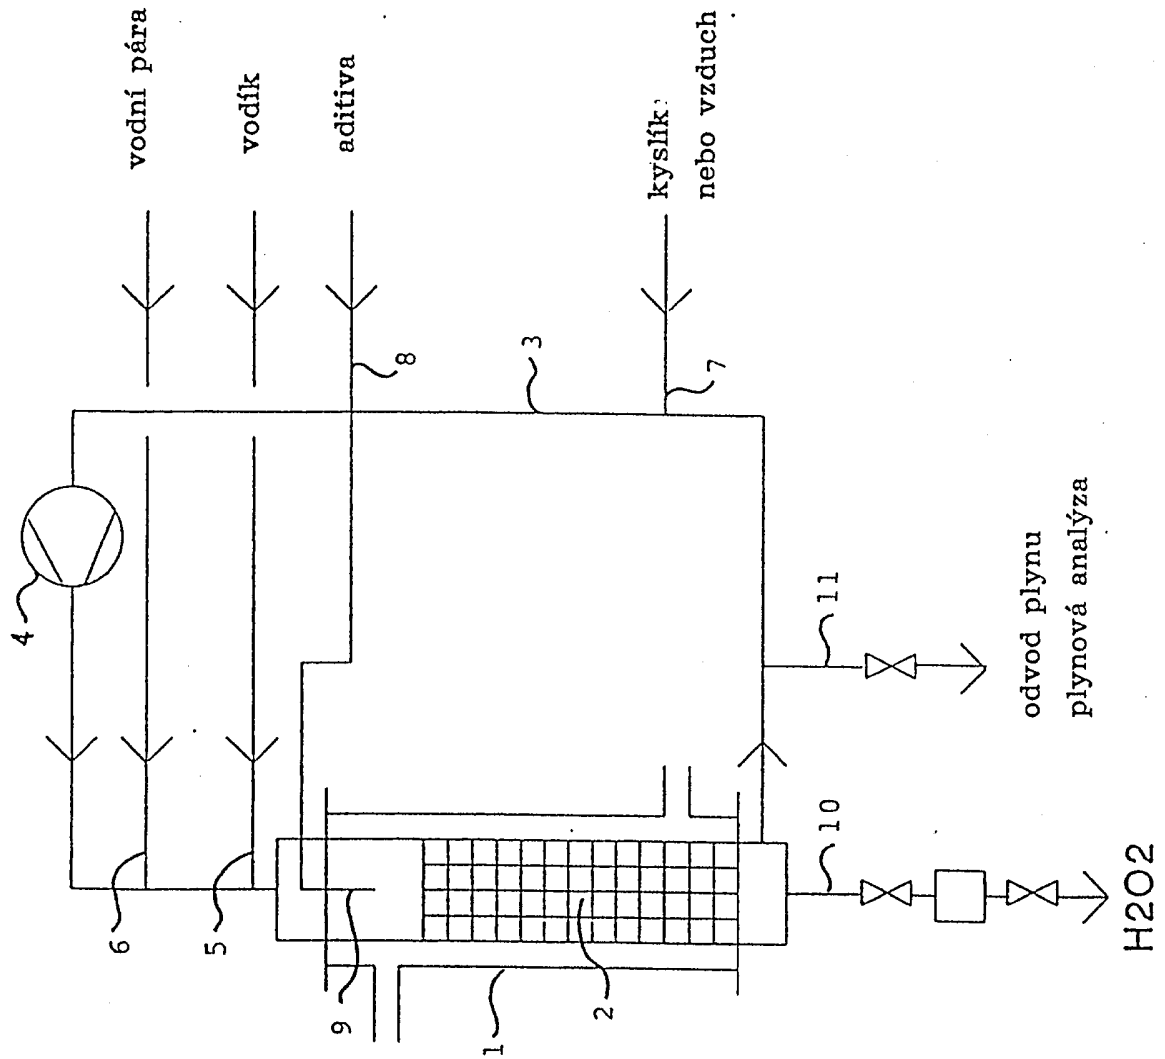 vodní pára
vodík
aditiva
kyslík
nebo vzduch
4
8
3
7
6
5
9
1
2
10
11
odvod plynu
plynová analýza
H2O2